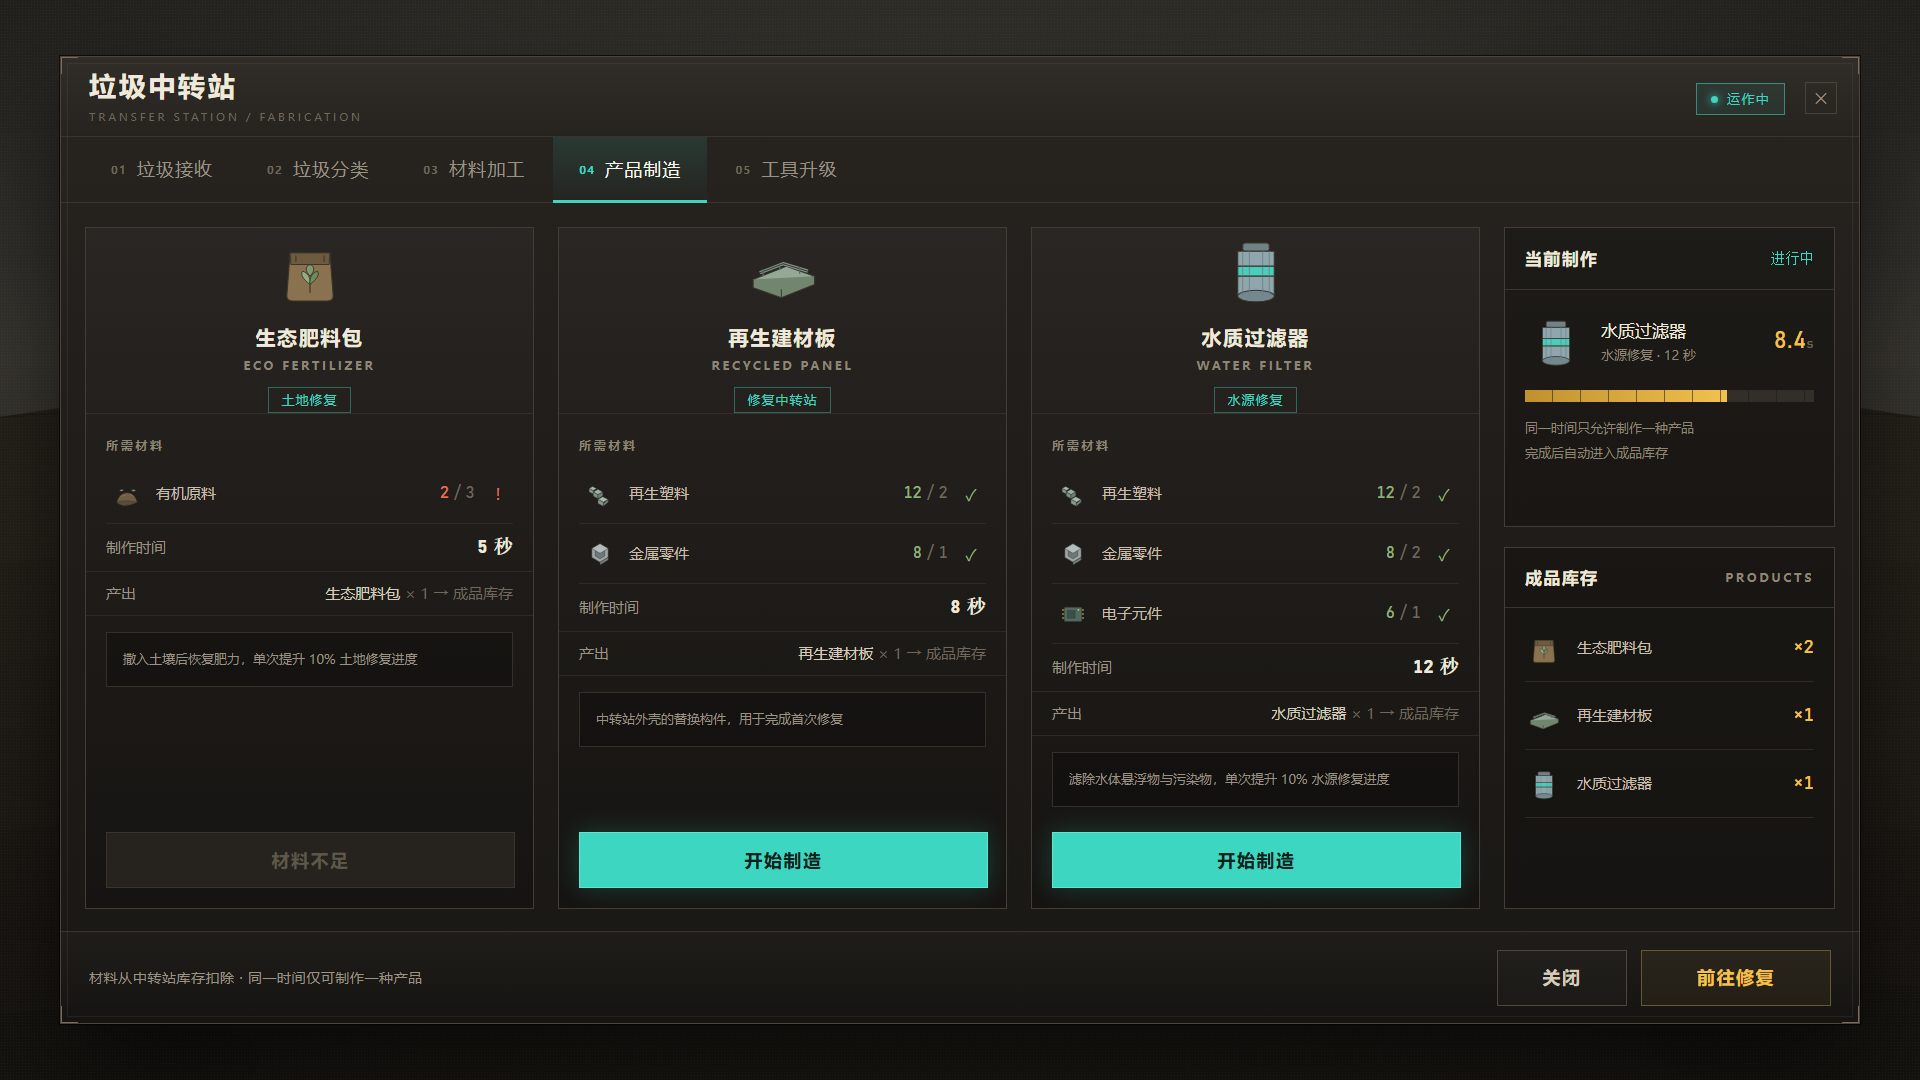 垃圾中转站
TRANSFER STATION / FABRICATION
运作中
01 垃圾接收
02 垃圾分类
03 材料加工
04 产品制造
05 工具升级
生态肥料包
ECO FERTILIZER
土地修复
所需材料
有机原料 2 / 3 !
制作时间 5 秒
产出 生态肥料包 × 1 → 成品库存
撒入土壤后恢复肥力，单次提升 10% 土地修复进度
材料不足
再生建材板
RECYCLED PANEL
修复中转站
所需材料
再生塑料 12 / 2 ✓
金属零件 8 / 1 ✓
制作时间 8 秒
产出 再生建材板 × 1 → 成品库存
中转站外壳的替换构件，用于完成首次修复
开始制造
水质过滤器
WATER FILTER
水源修复
所需材料
再生塑料 12 / 2 ✓
金属零件 8 / 2 ✓
电子元件 6 / 1 ✓
制作时间 12 秒
产出 水质过滤器 × 1 → 成品库存
滤除水体悬浮物与污染物，单次提升 10% 水源修复进度
开始制造
当前制作 进行中
水质过滤器
水源修复 · 12 秒
8.4s
同一时间只允许制作一种产品
完成后自动进入成品库存
成品库存 PRODUCTS
生态肥料包 ×2
再生建材板 ×1
水质过滤器 ×1
材料从中转站库存扣除 · 同一时间仅可制作一种产品
关闭
前往修复